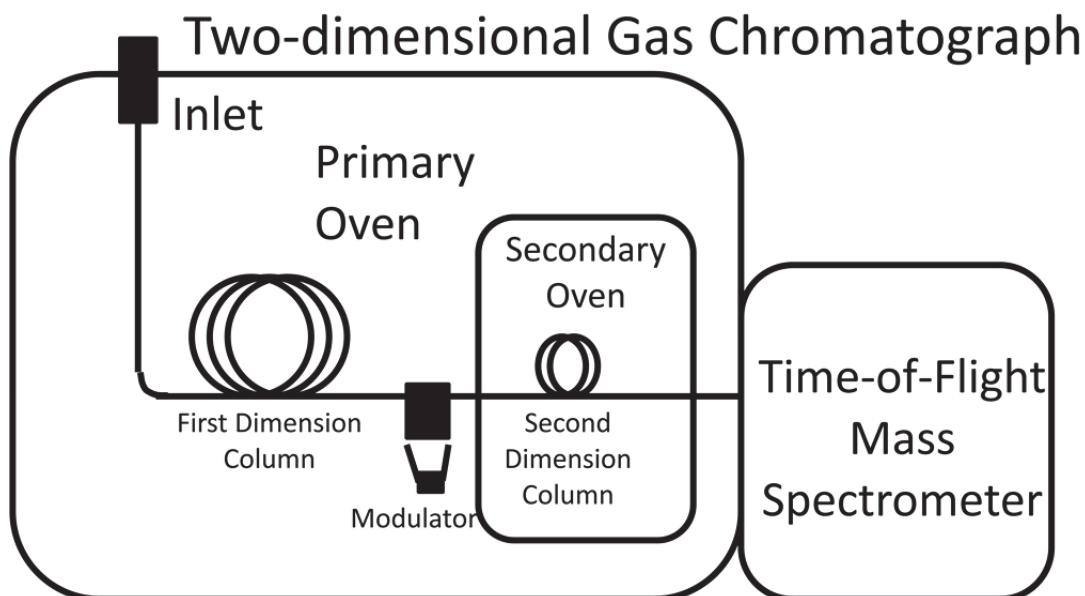 Two-dimensional Gas Chromatograph
Inlet
Primary
Oven
Secondary
Oven
First Dimension
Column
Modulator
Second
Dimension
Column
Time-of-Flight
Mass
Spectrometer